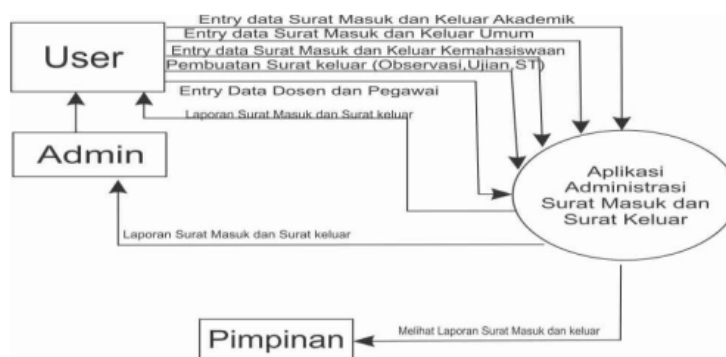 Entry data Surat Masuk dan Keluar Akademik
Entry data Surat Masuk dan Keluar Umum
User
Entry data Surat Masuk dan Keluar Kemahasiswaan
Pembuatan Surat keluar (Observasi,Ujian,ST)
Entry Data Dosen dan Pegawai
Laporan Surat Masuk dan Surat keluar
Admin
Aplikasi
Administrasi
Surat Masuk dan
Surat Keluar
Laporan Surat Masuk dan Surat keluar
Pimpinan
Melihat Laporan Surat Masuk dan keluar